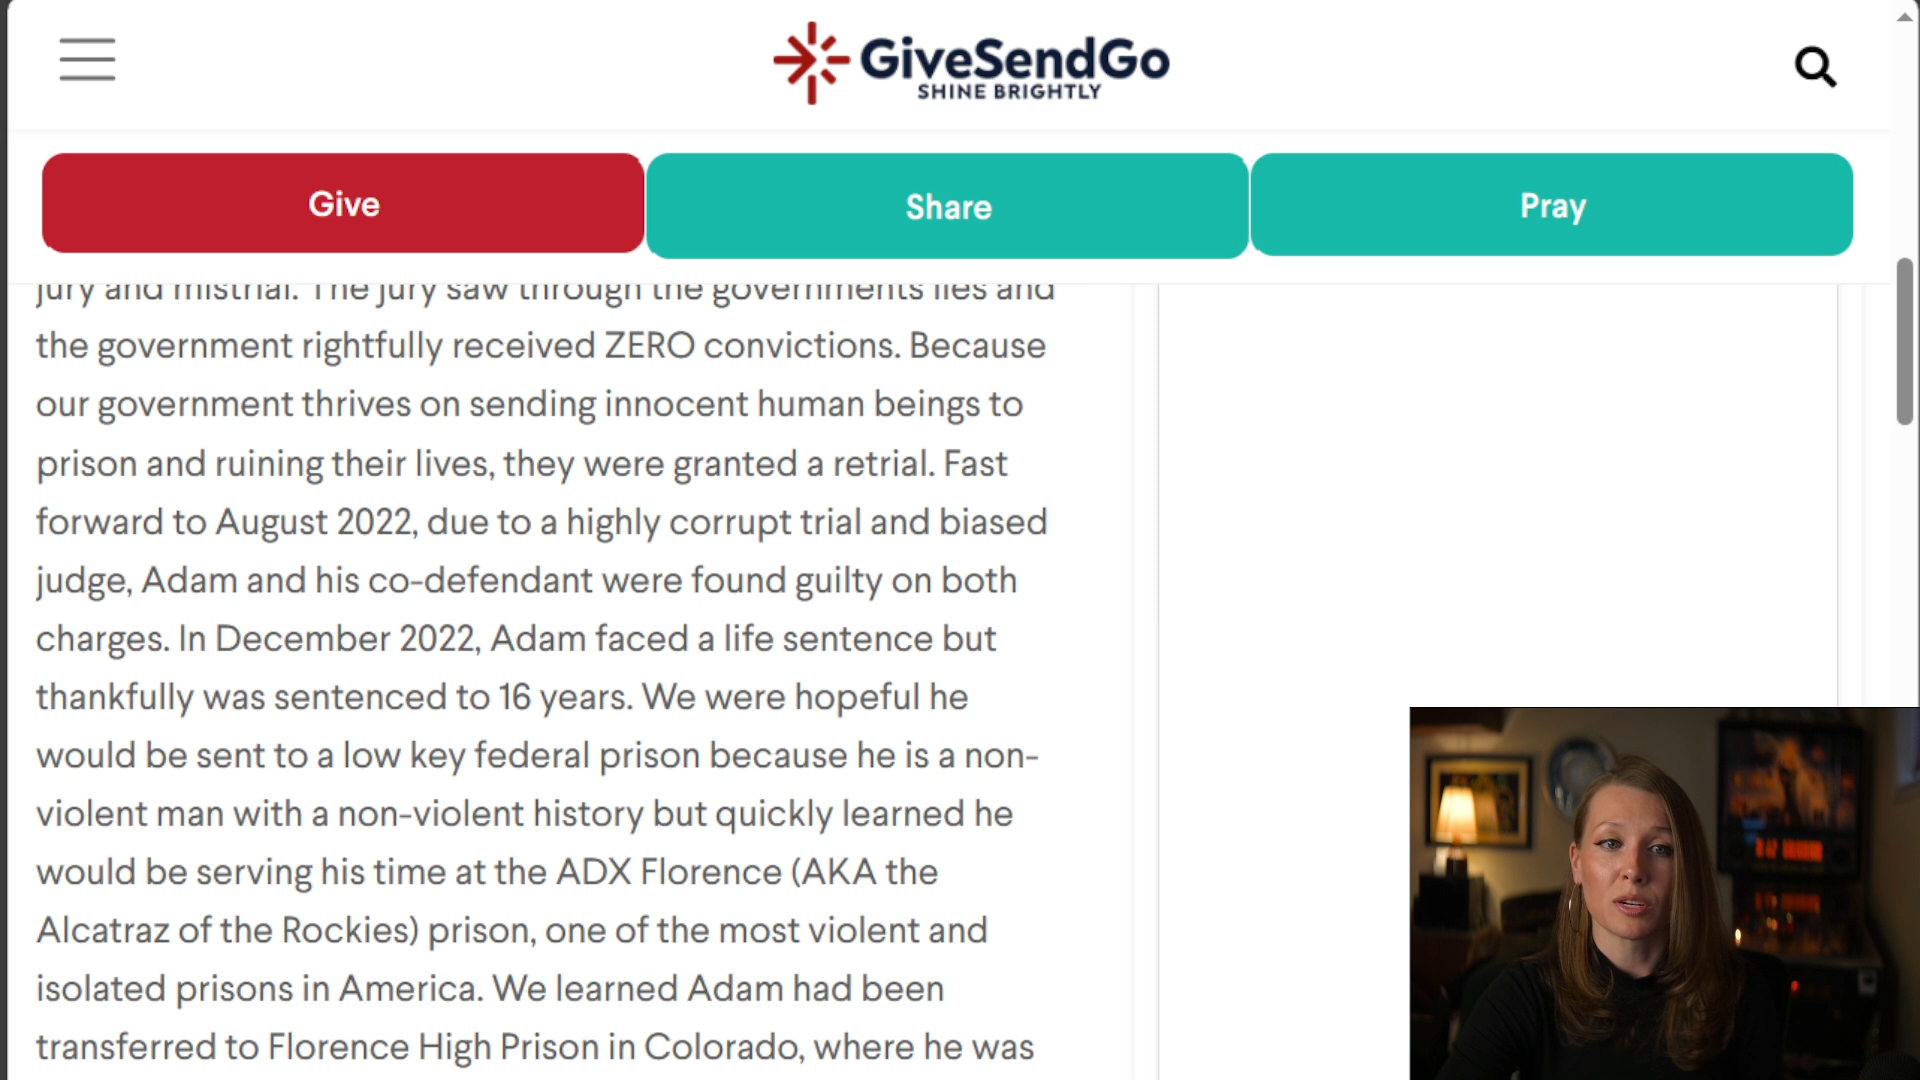 GiveSendGo
SHINE BRIGHTLY
Give
Share
Pray
jury and mistrial. The jury saw through the governments lies and
the government rightfully received ZERO convictions. Because
our government thrives on sending innocent human beings to
prison and ruining their lives, they were granted a retrial. Fast
forward to August 2022, due to a highly corrupt trial and biased
judge, Adam and his co-defendant were found guilty on both
charges. In December 2022, Adam faced a life sentence but
thankfully was sentenced to 16 years. We were hopeful he
would be sent to a low key federal prison because he is a non-
violent man with a non-violent history but quickly learned he
would be serving his time at the ADX Florence (AKA the
Alcatraz of the Rockies) prison, one of the most violent and
isolated prisons in America. We learned Adam had been
transferred to Florence High Prison in Colorado, where he was